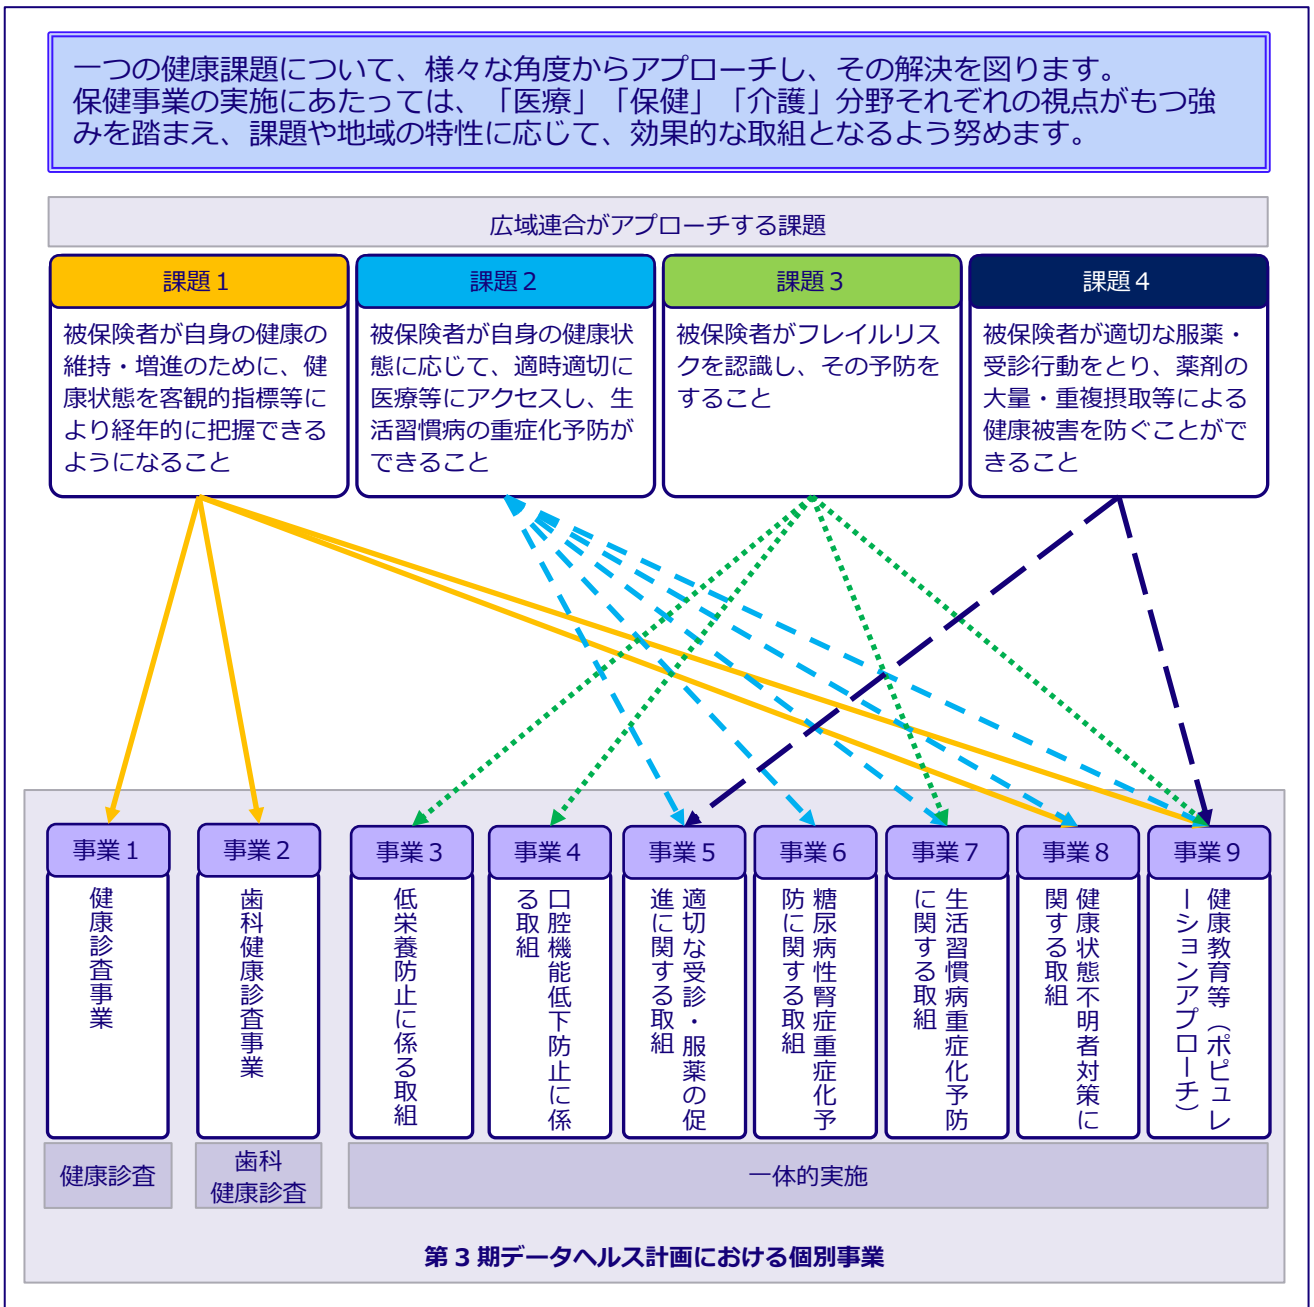 一つの健康課題について、様々な角度からアプローチし、その解決を図ります。
保健事業の実施にあたっては、「医療」「保健」「介護」分野それぞれの視点がもつ強
みを踏まえ、課題や地域の特性に応じて、効果的な取組となるよう努めます。
広域連合がアプローチする課題
課題１
被保険者が自身の健康の
維持・増進のために、健
康状態を客観的指標等に
より経年的に把握できる
ようになること
課題２
被保険者が自身の健康状
態に応じて、適時適切に
医療等にアクセスし、生
活習慣病の重症化予防が
できること
課題３
被保険者がフレイルリス
クを認識し、その予防を
すること
課題４
被保険者が適切な服薬・
受診行動をとり、薬剤の
大量・重複摂取等による
健康被害を防ぐことがで
きること
事業１
健康診査事業
事業２
歯科健康診査事業
事業３
低栄養防止に係る取組
事業４
口腔機能低下防止に係
る取組
事業５
適切な受診・服薬の促
進に関する取組
事業６
糖尿病性腎症重症化予
防に関する取組
事業７
生活習慣病重症化予防
に関する取組
事業８
健康状態不明者対策に
関する取組
事業９
健康教育等（ポピュレ
ーションアプローチ）
健康診査
歯科
健康診査
一体的実施
第３期データヘルス計画における個別事業